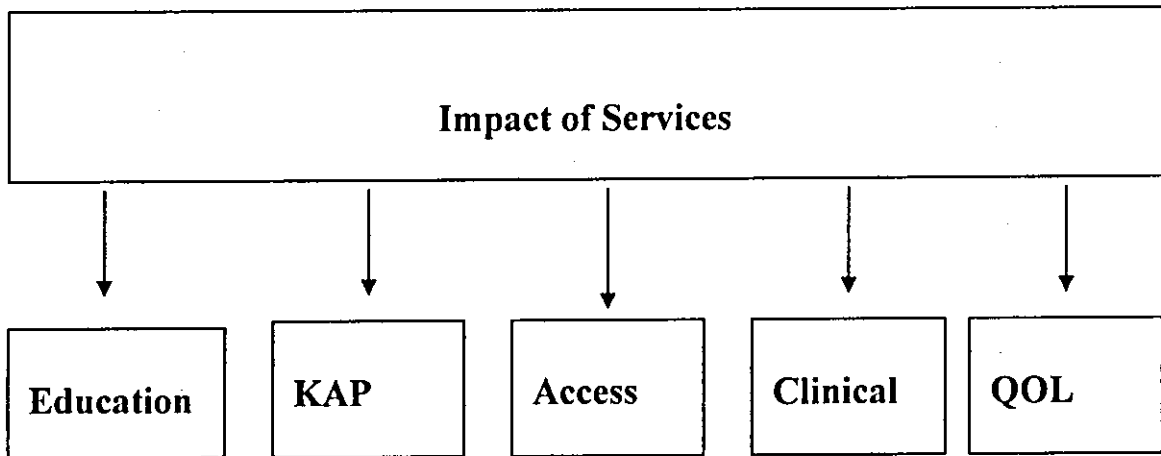 Impact of Services
Education
KAP
Access
Clinical
QOL